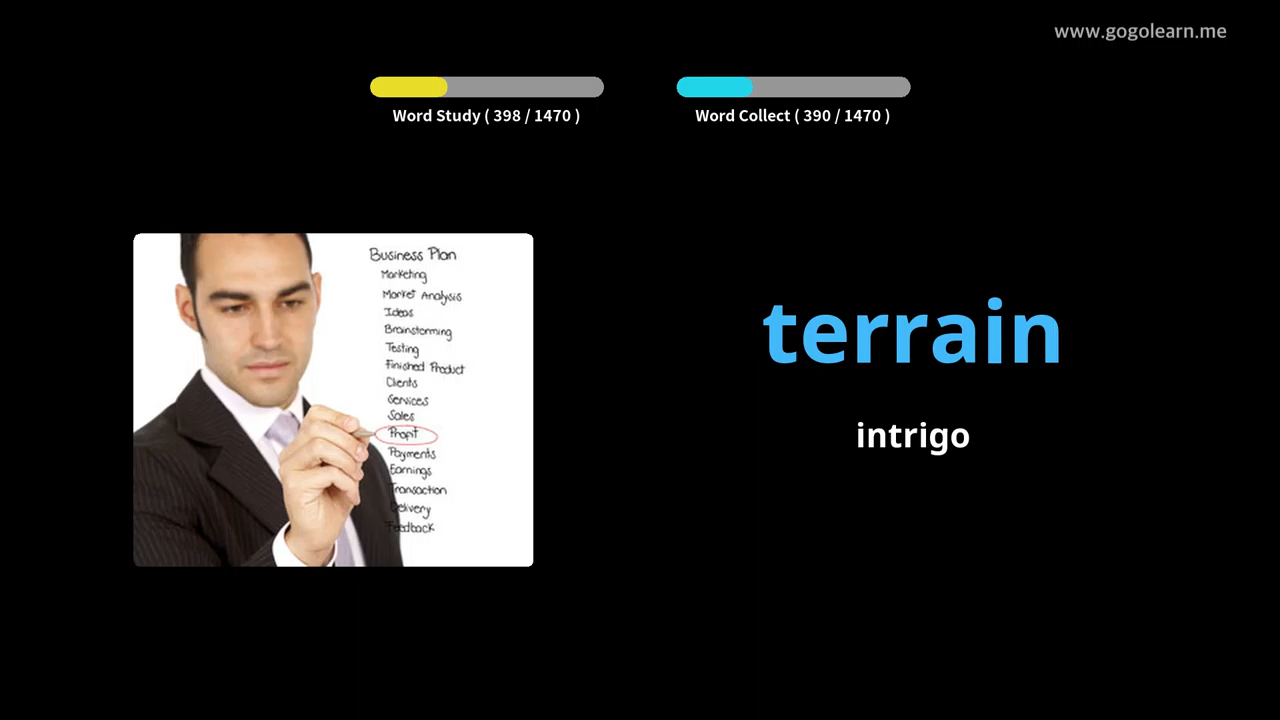 www.gogolearn.me
Word Study ( 398 / 1470 )
Word Collect ( 390 / 1470 )
Business Plan
Marketing
Market Analysis
Ideas
Brainstorming
Testing
Finished Product
Clients
Services
Sales
Profit
Payments
Earnings
Transaction
Delivery
Feedback
terrain
intrigo